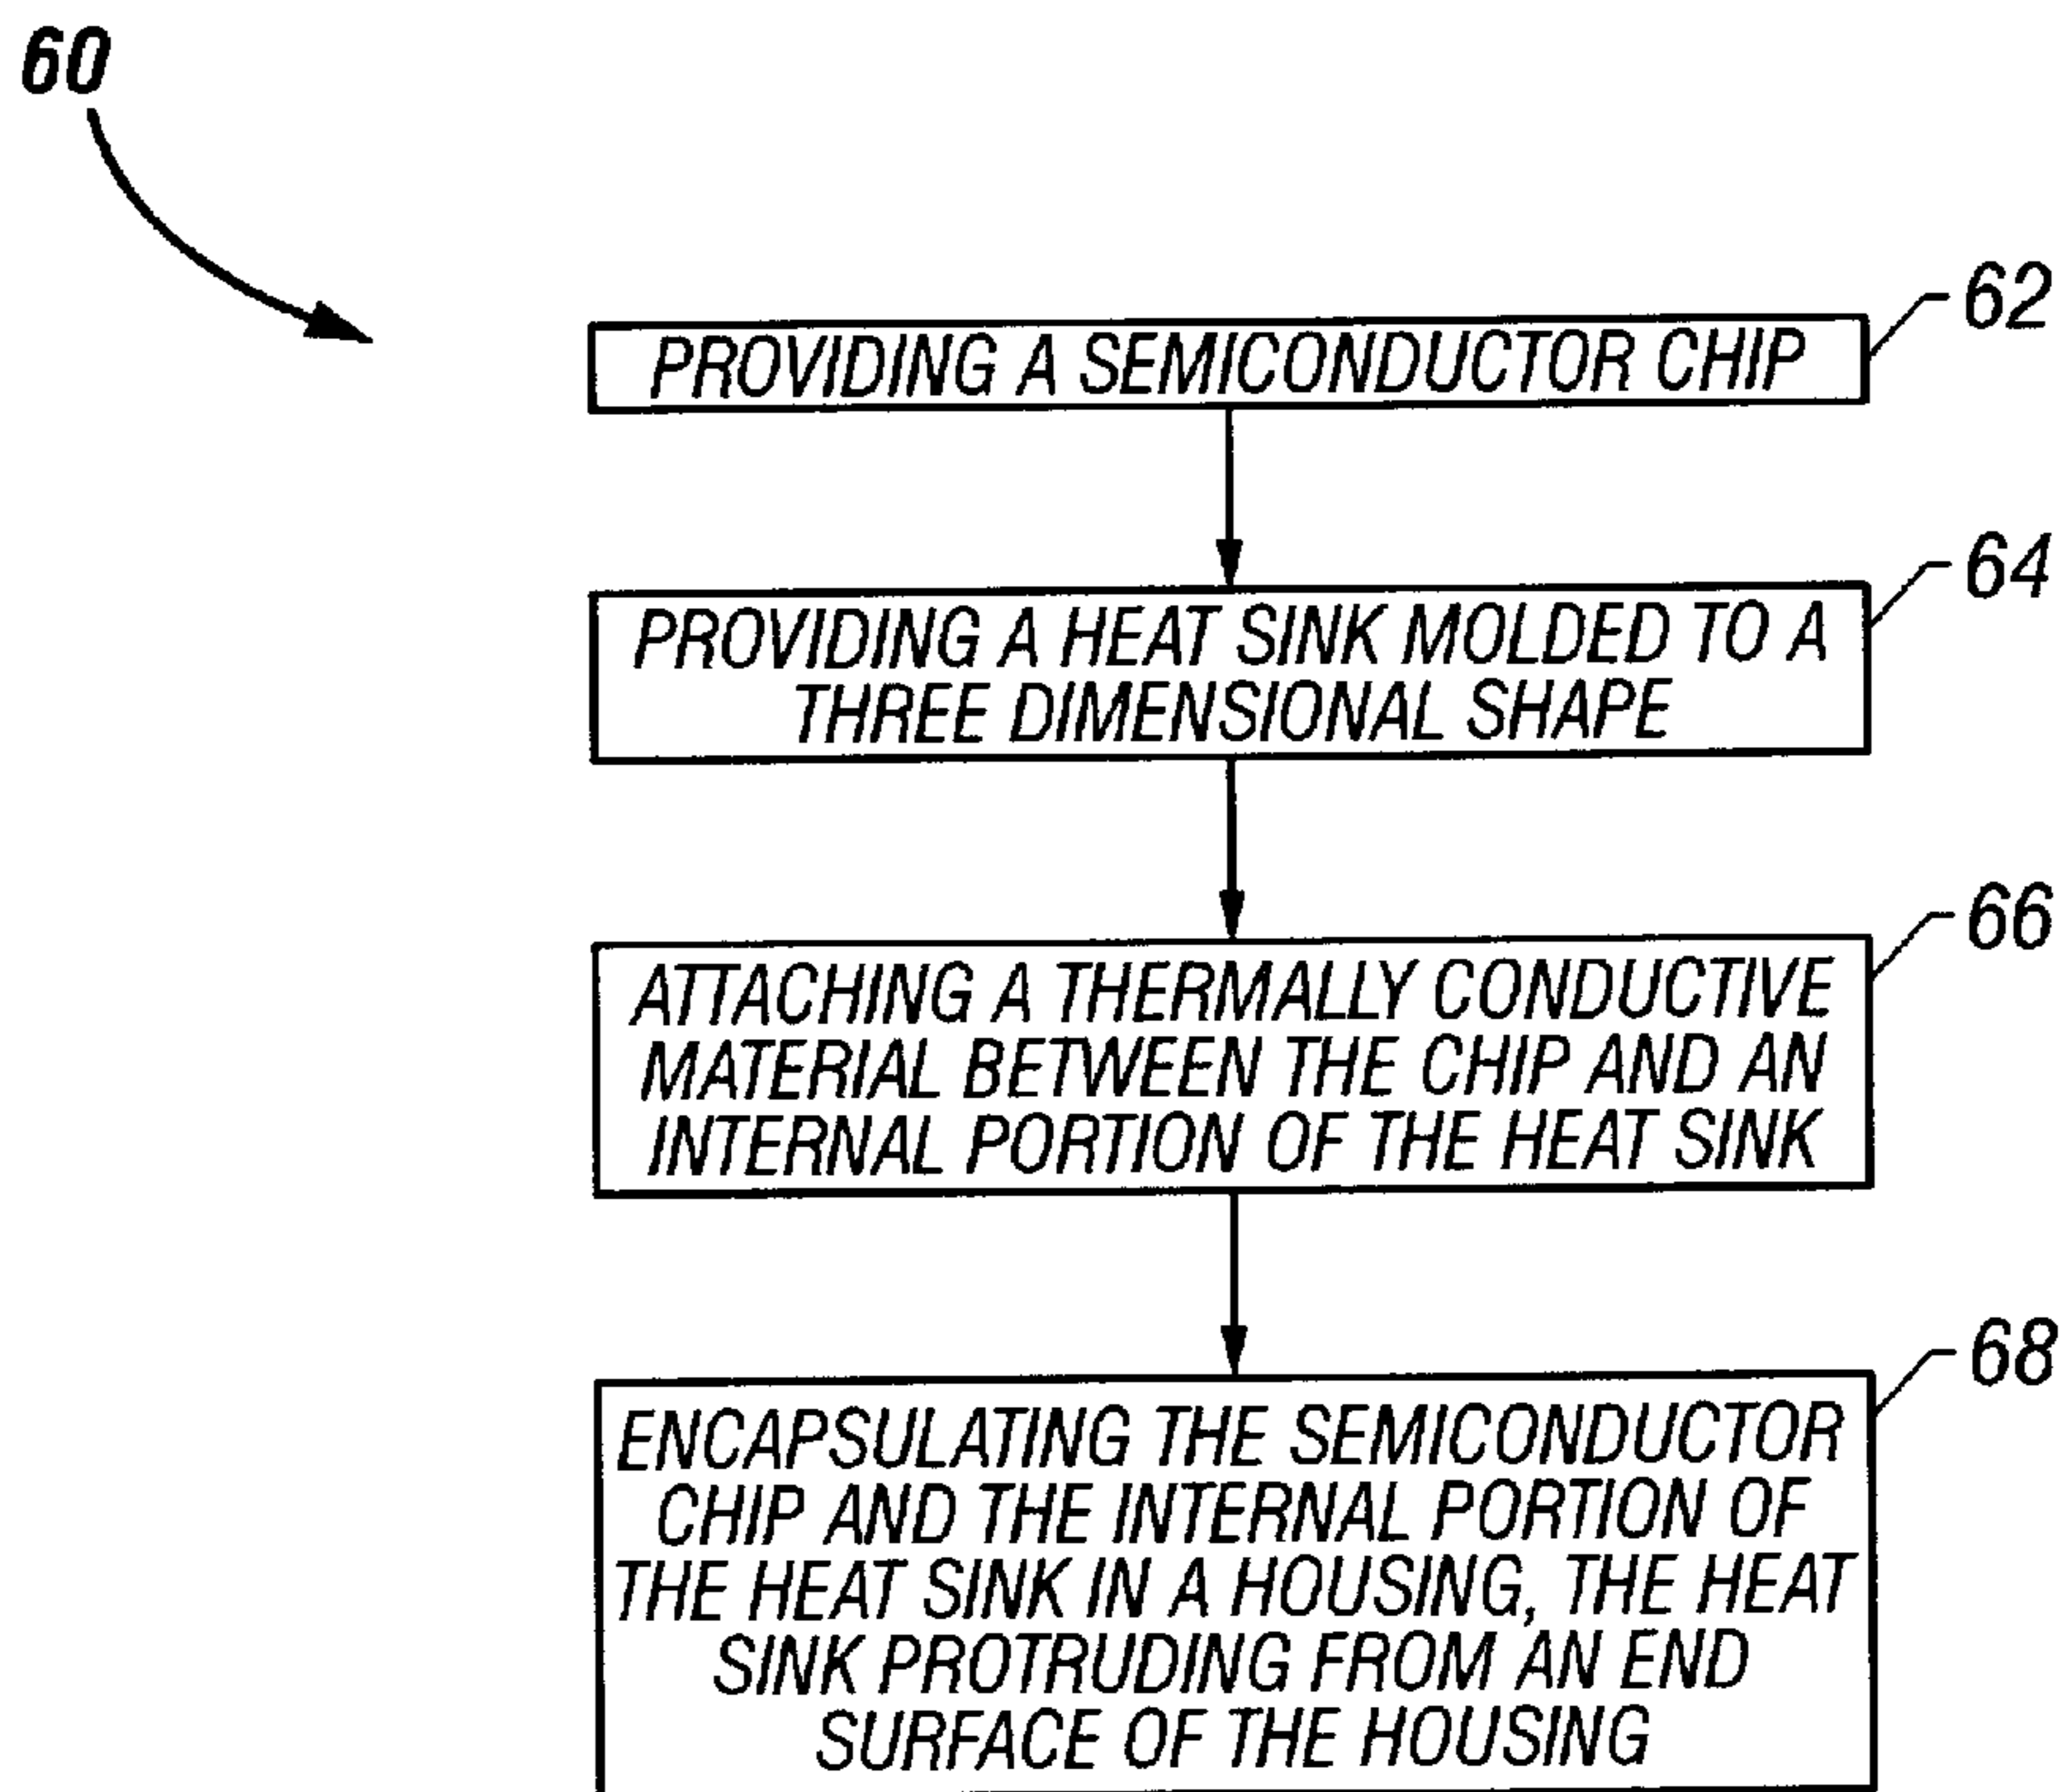 60
PROVIDING A SEMICONDUCTOR CHIP
62
PROVIDING A HEAT SINK MOLDED TO A
THREE DIMENSIONAL SHAPE
64
ATTACHING A THERMALLY CONDUCTIVE
MATERIAL BETWEEN THE CHIP AND AN
INTERNAL PORTION OF THE HEAT SINK
66
ENCAPSULATING THE SEMICONDUCTOR
CHIP AND THE INTERNAL PORTION OF
THE HEAT SINK IN A HOUSING, THE HEAT
SINK PROTRUDING FROM AN END
SURFACE OF THE HOUSING
68